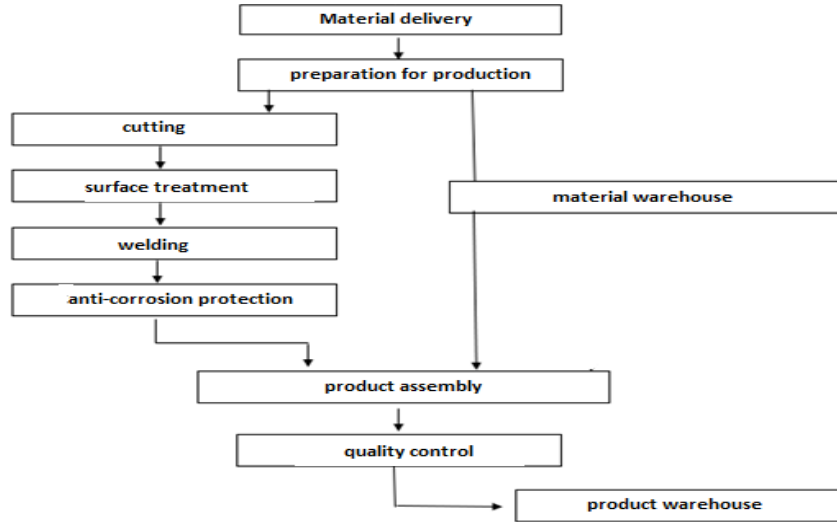 Material delivery
preparation for production
cutting
surface treatment
material warehouse
welding
anti-corrosion protection
product assembly
quality control
product warehouse